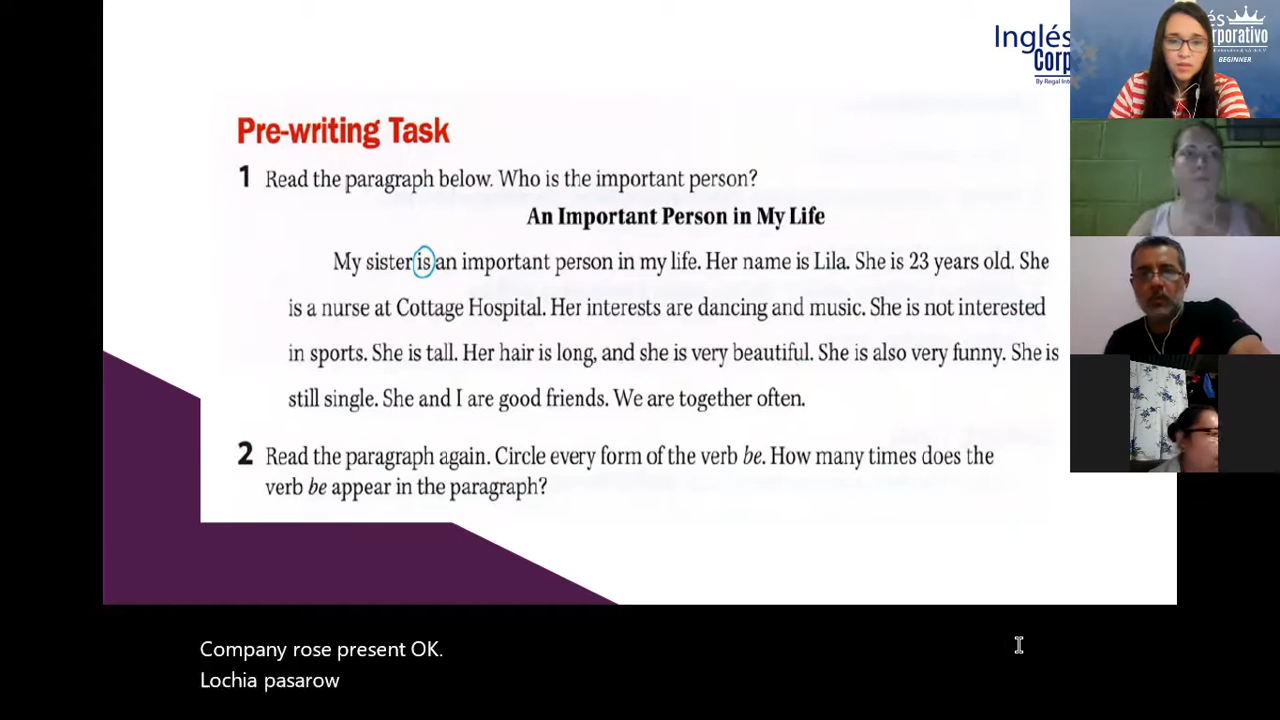 Inglés
Corp
By Regal Int
és
orporativo
BEGINNER
Pre-writing Task
1 Read the paragraph below. Who is the important person?
An Important Person in My Life
My sister is an important person in my life. Her name is Lila. She is 23 years old. She
is a nurse at Cottage Hospital. Her interests are dancing and music. She is not interested
in sports. She is tall. Her hair is long, and she is very beautiful. She is also very funny. She is
still single. She and I are good friends. We are together often.
2 Read the paragraph again. Circle every form of the verb be. How many times does the
verb be appear in the paragraph?
Company rose present OK.
Lochia pasarow